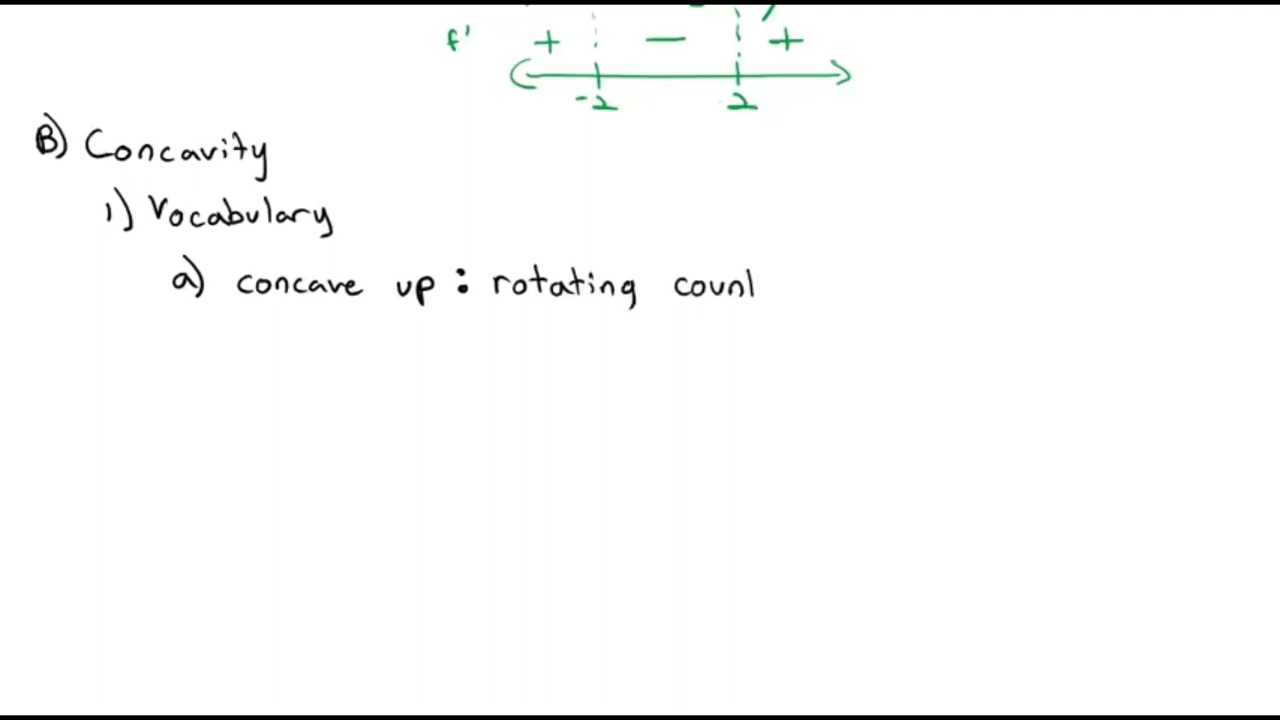 f' + − +
-2 2
B) Concavity
1) Vocabulary
a) concave up : rotating